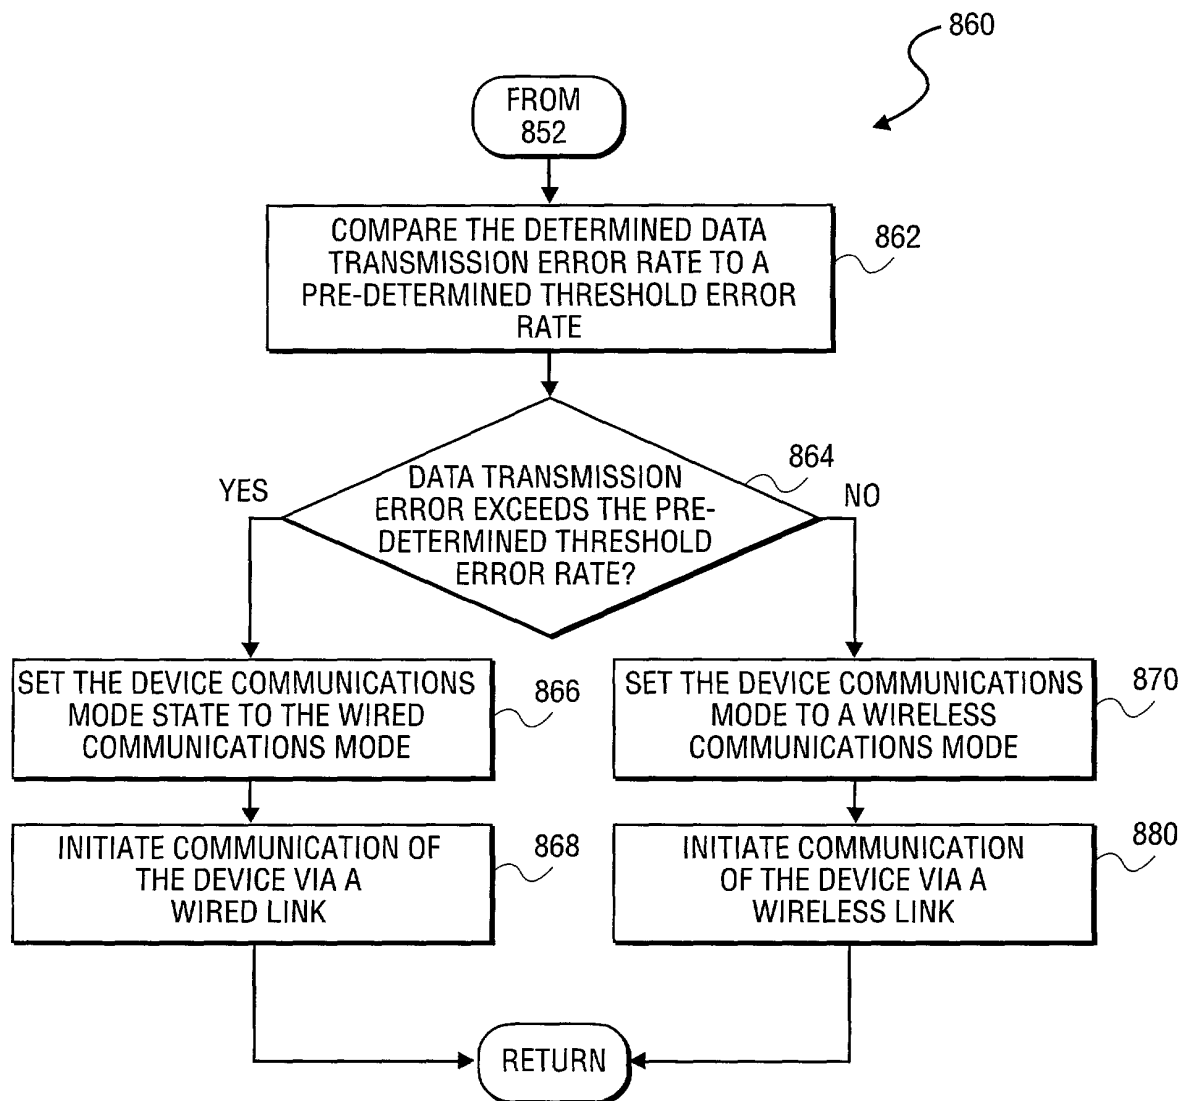 860
FROM
852
COMPARE THE DETERMINED DATA
TRANSMISSION ERROR RATE TO A
PRE-DETERMINED THRESHOLD ERROR
RATE
862
DATA TRANSMISSION
ERROR EXCEEDS THE PRE-
DETERMINED THRESHOLD
ERROR RATE?
864
YES
NO
SET THE DEVICE COMMUNICATIONS
MODE STATE TO THE WIRED
COMMUNICATIONS MODE
866
SET THE DEVICE COMMUNICATIONS
MODE TO A WIRELESS
COMMUNICATIONS MODE
870
INITIATE COMMUNICATION OF
THE DEVICE VIA A
WIRED LINK
868
INITIATE COMMUNICATION
OF THE DEVICE VIA A
WIRELESS LINK
880
RETURN